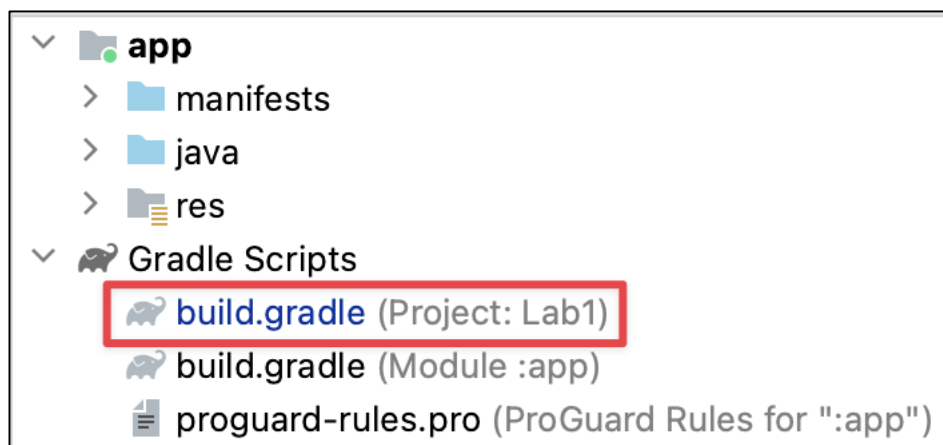 app
manifests
java
res
Gradle Scripts
build.gradle (Project: Lab1)
build.gradle (Module :app)
proguard-rules.pro (ProGuard Rules for ":app")